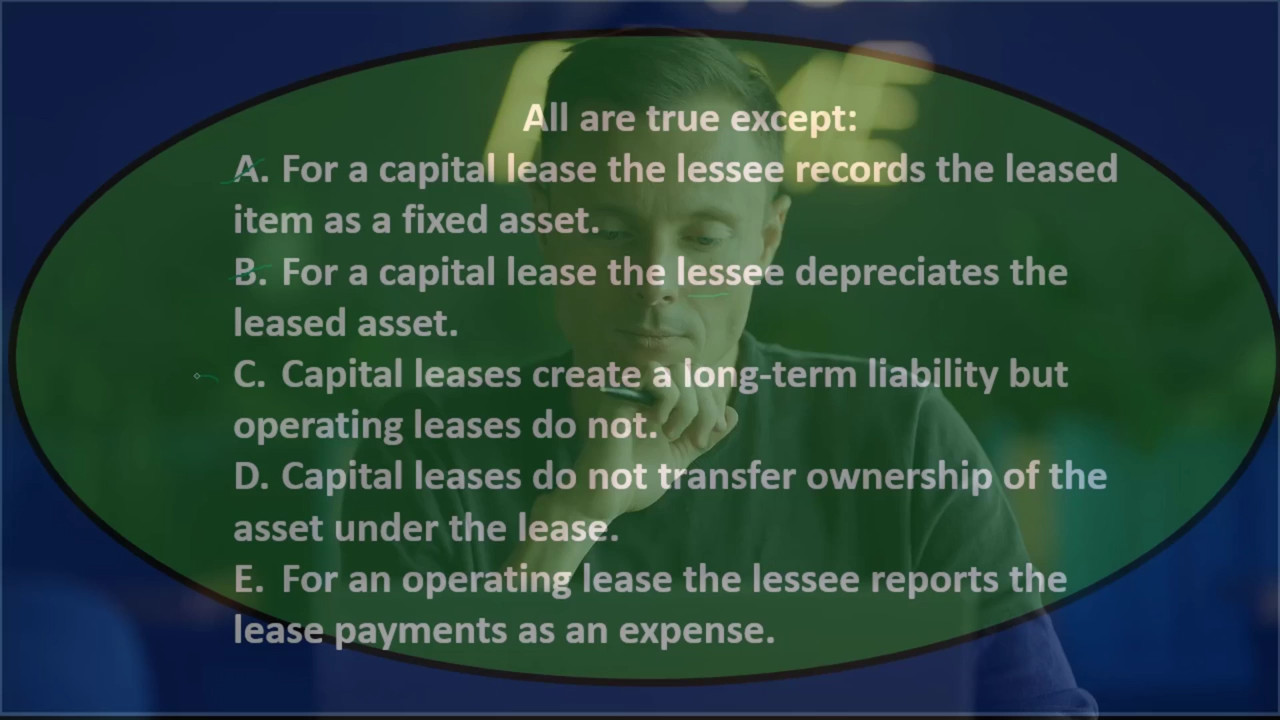 All are true except:
A. For a capital lease the lessee records the leased
item as a fixed asset.
B. For a capital lease the lessee depreciates the
leased asset.
C. Capital leases create a long-term liability but
operating leases do not.
D. Capital leases do not transfer ownership of the
asset under the lease.
E. For an operating lease the lessee reports the
lease payments as an expense.